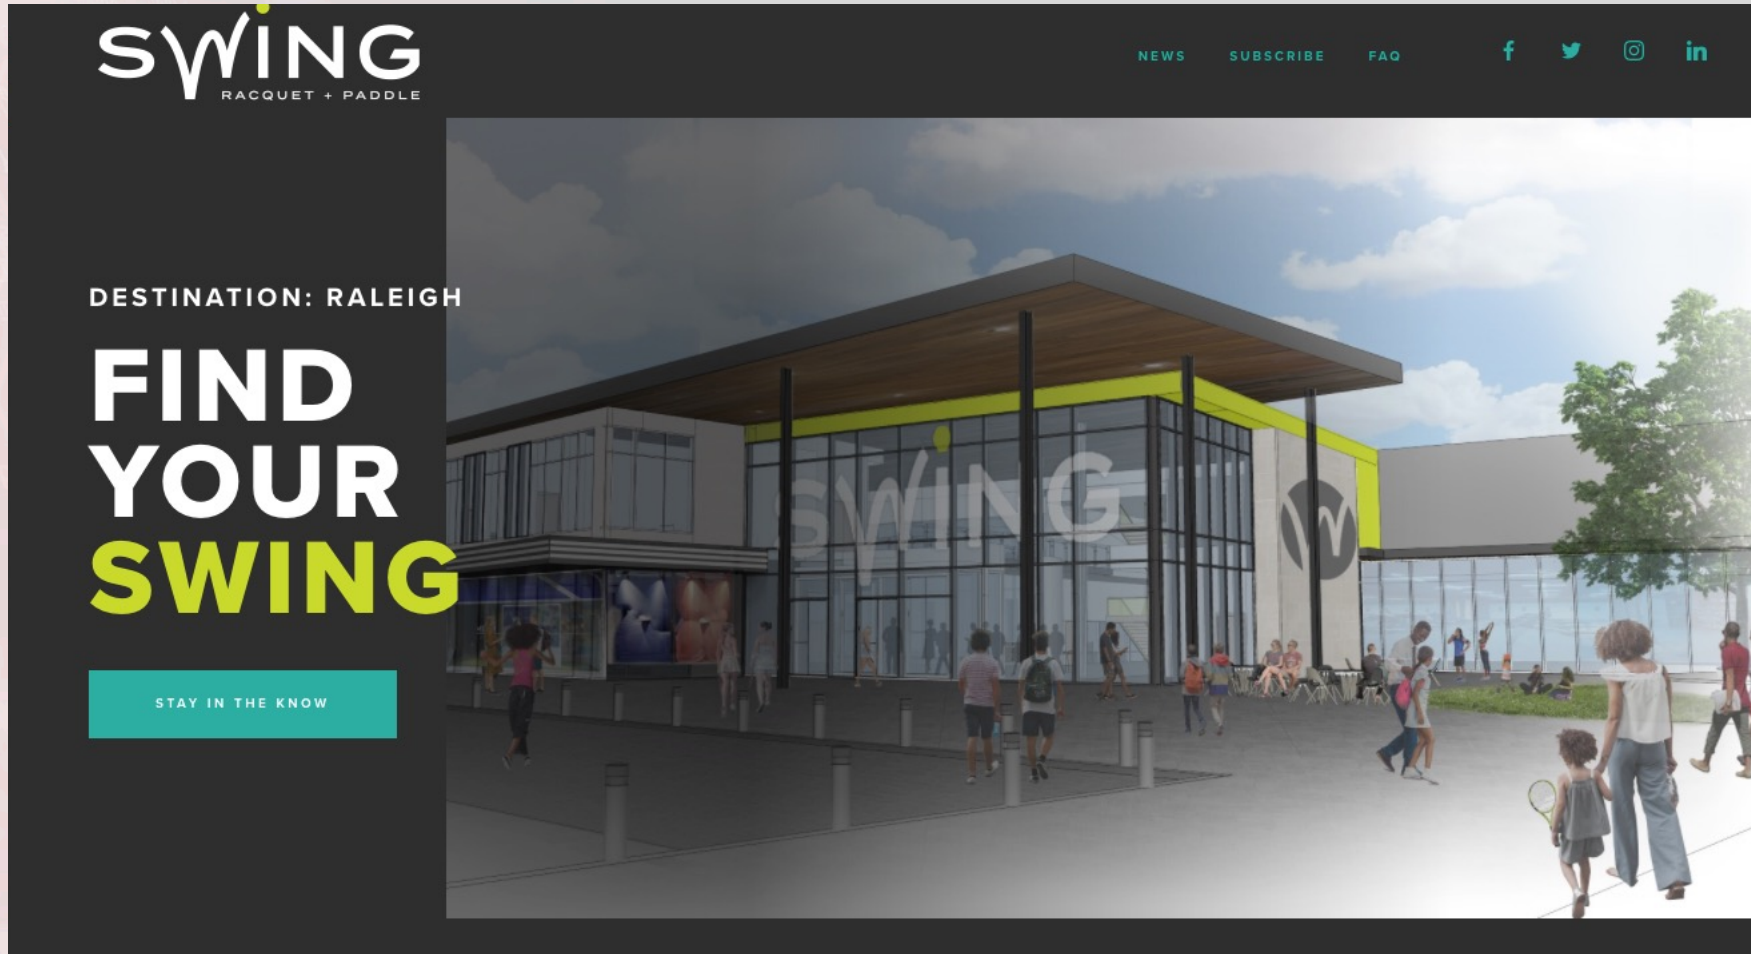 SWiNG
RACQUET + PADDLE
NEWS SUBSCRIBE FAQ
DESTINATION: RALEIGH
FIND
YOUR
SWING
STAY IN THE KNOW
SWiNG
W